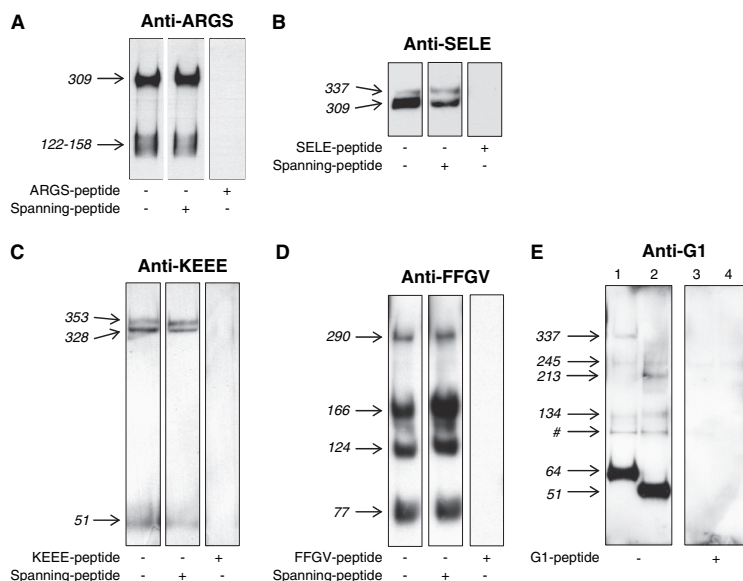 A
Anti-ARGS
309
122-158
ARGS-peptide - - +
Spanning-peptide - + -
B
Anti-SELE
337
309
SELE-peptide - - +
Spanning-peptide - + -
C
Anti-KEEE
353
328
51
KEEE-peptide - - +
Spanning-peptide - + -
D
Anti-FFGV
290
166
124
77
FFGV-peptide - - +
Spanning-peptide - + -
E
Anti-G1
1 2 3 4
337
245
213
134
#
64
51
G1-peptide - +